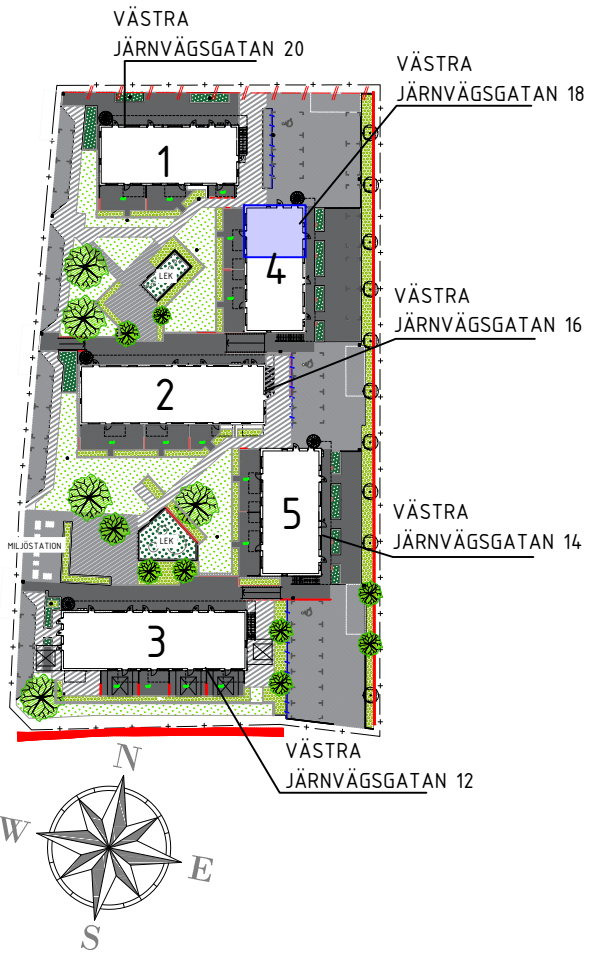 VÄSTRA
JÄRNVÄGSGATAN 20
VÄSTRA
JÄRNVÄGSGATAN 18
1
LEK
4
VÄSTRA
JÄRNVÄGSGATAN 16
2
5
VÄSTRA
JÄRNVÄGSGATAN 14
MILJÖSTATION
LEK
3
VÄSTRA
JÄRNVÄGSGATAN 12
N
W
E
S